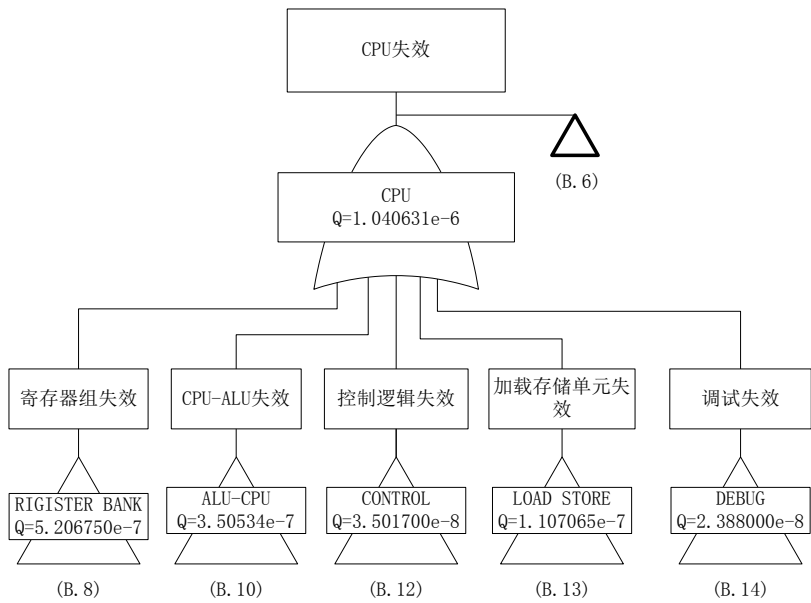 CPU失效
(B.6)
CPU
Q=1.040631e-6
寄存器组失效
CPU-ALU失效
控制逻辑失效
加载存储单元失
效
调试失效
RIGISTER BANK
Q=5.206750e-7
ALU-CPU
Q=3.50534e-7
CONTROL
Q=3.501700e-8
LOAD STORE
Q=1.107065e-7
DEBUG
Q=2.388000e-8
(B.8)
(B.10)
(B.12)
(B.13)
(B.14)